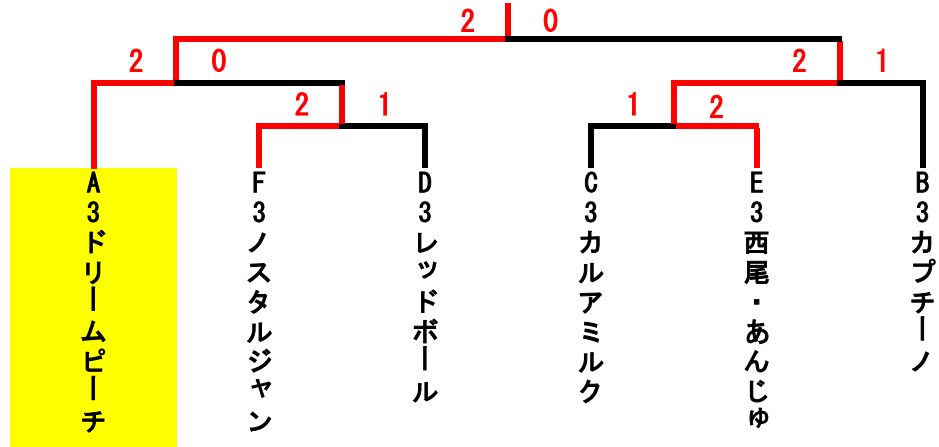 2 0
2 0 2 1
2 1 1 2
A3ドリームピーチ
F3ノスタルジャン
D3レッドボール
C3カルアミルク
E3西尾・あんじゅ
B3カプチーノ